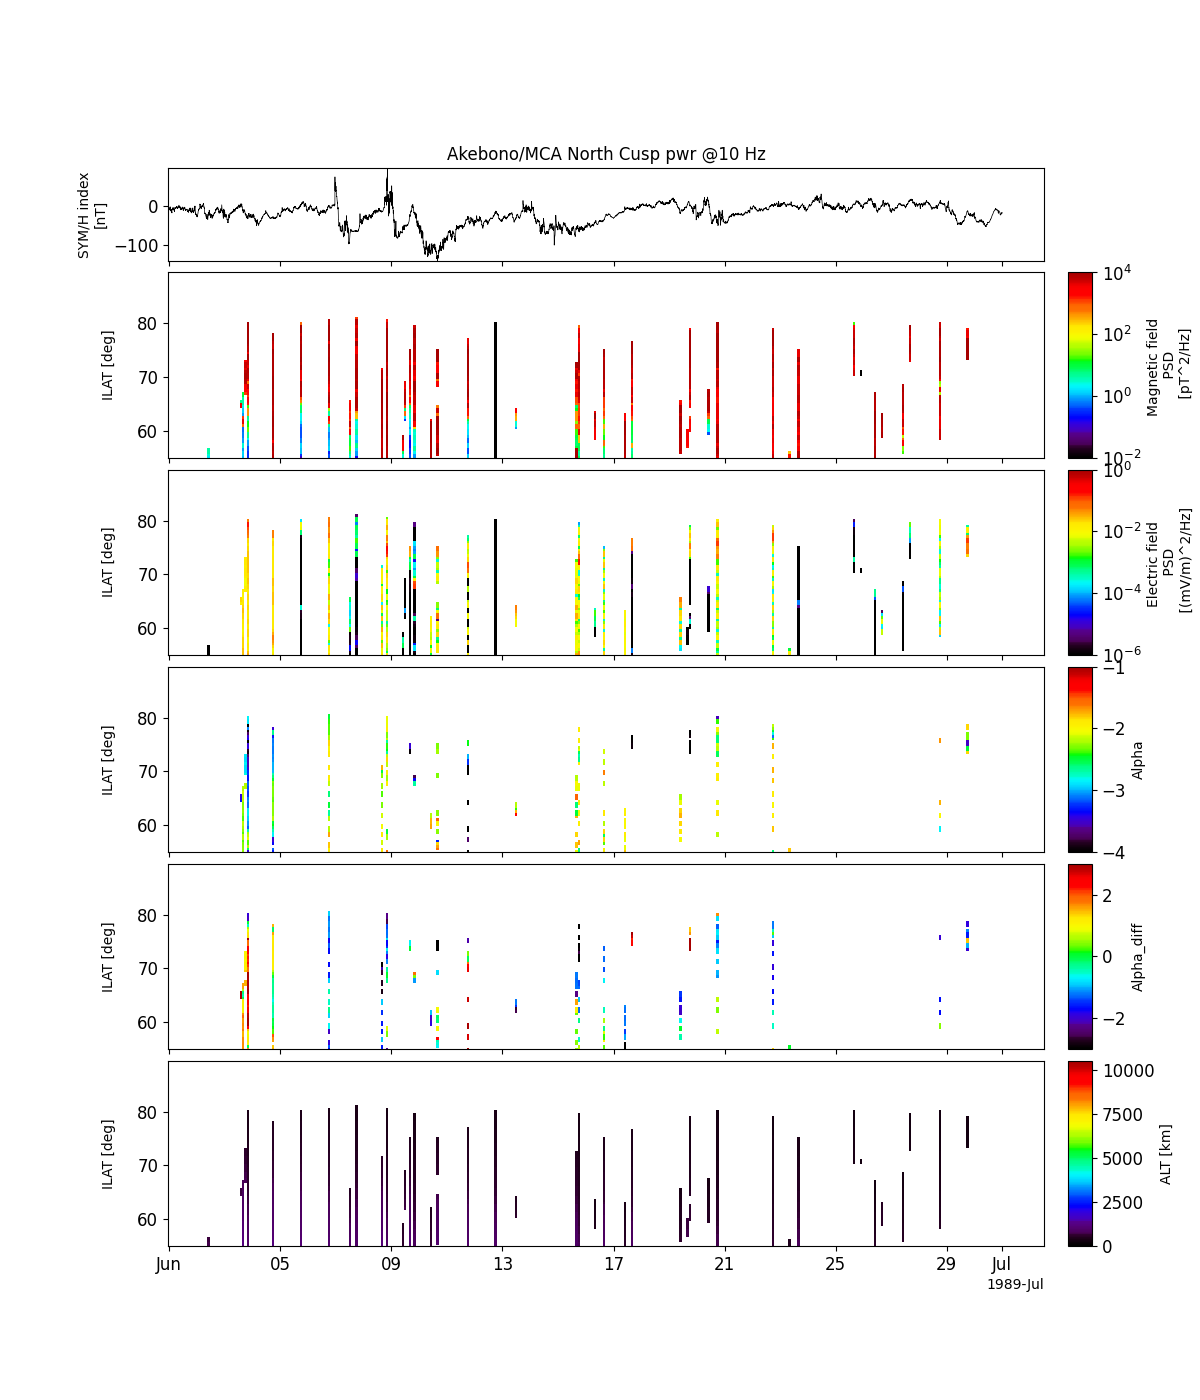 Akebono/MCA North Cusp pwr @10 Hz
SYM/H index
[nT]
0
−100
ILAT [deg]
80
70
60
10^4
10^2
10^0
10^−2
Magnetic field
PSD
[pT^2/Hz]
ILAT [deg]
80
70
60
10^0
10^−2
10^−4
10^−6
Electric field
PSD
[(mV/m)^2/Hz]
ILAT [deg]
80
70
60
−1
−2
−3
−4
Alpha
ILAT [deg]
80
70
60
2
0
−2
Alpha_diff
ILAT [deg]
80
70
60
10000
7500
5000
2500
0
ALT [km]
Jun 05 09 13 17 21 25 29 Jul
1989-Jul